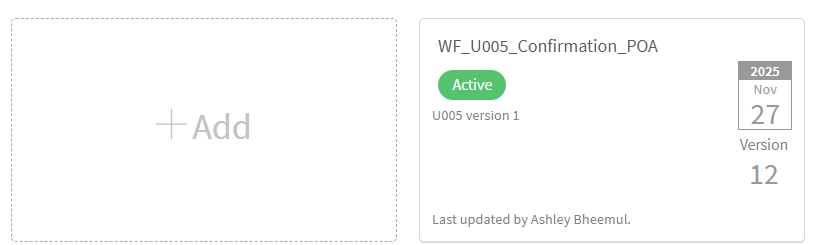 +Add
WF_U005_Confirmation_POA
Active
U005 version 1
2025
Nov
27
Version
12
Last updated by Ashley Bheemul.